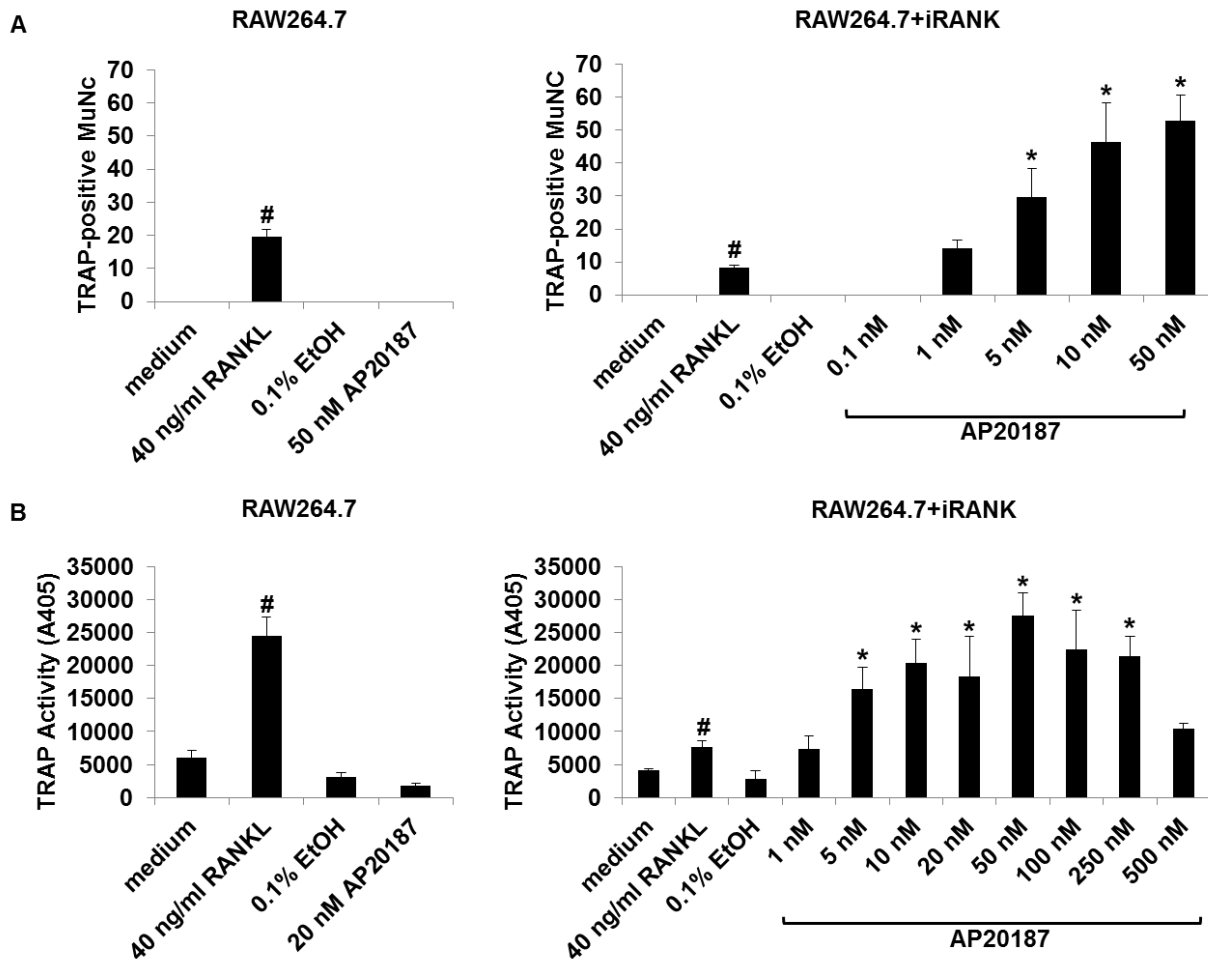 A
RAW264.7
RAW264.7+iRANK
TRAP-positive MuNc
70
60
50
40
30
20
10
0
#
medium
40 ng/ml RANKL
0.1% EtOH
50 nM AP20187
TRAP-positive MuNC
70
60
50
40
30
20
10
0
#
*
*
*
medium
40 ng/ml RANKL
0.1% EtOH
0.1 nM
1 nM
5 nM
10 nM
50 nM
AP20187
B
RAW264.7
RAW264.7+iRANK
TRAP Activity (A405)
35000
30000
25000
20000
15000
10000
5000
0
#
medium
40 ng/ml RANKL
0.1% EtOH
20 nM AP20187
TRAP Activity (A405)
35000
30000
25000
20000
15000
10000
5000
0
#
*
*
*
*
*
*
medium
40 ng/ml RANKL
0.1% EtOH
1 nM
5 nM
10 nM
20 nM
50 nM
100 nM
250 nM
500 nM
AP20187